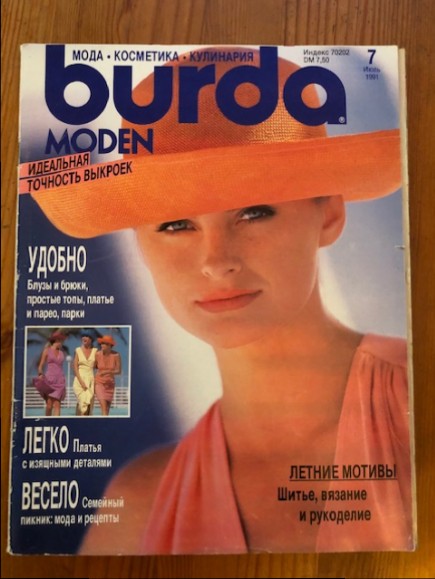 МОДА • КОСМЕТИКА • КУЛИНАРИЯ
Индекс 70202
DM 7,50
7
Июль
1991
burda
MODEN
ИДЕАЛЬНАЯ
ТОЧНОСТЬ ВЫКРОЕК
УДОБНО
Блузы и брюки,
простые топы, платье
и парео, парки
ЛЕГКО Платья
с изящными деталями
ВЕСЕЛО Семейный
пикник: мода и рецепты
ЛЕТНИЕ МОТИВЫ
Шитье, вязание
и рукоделие